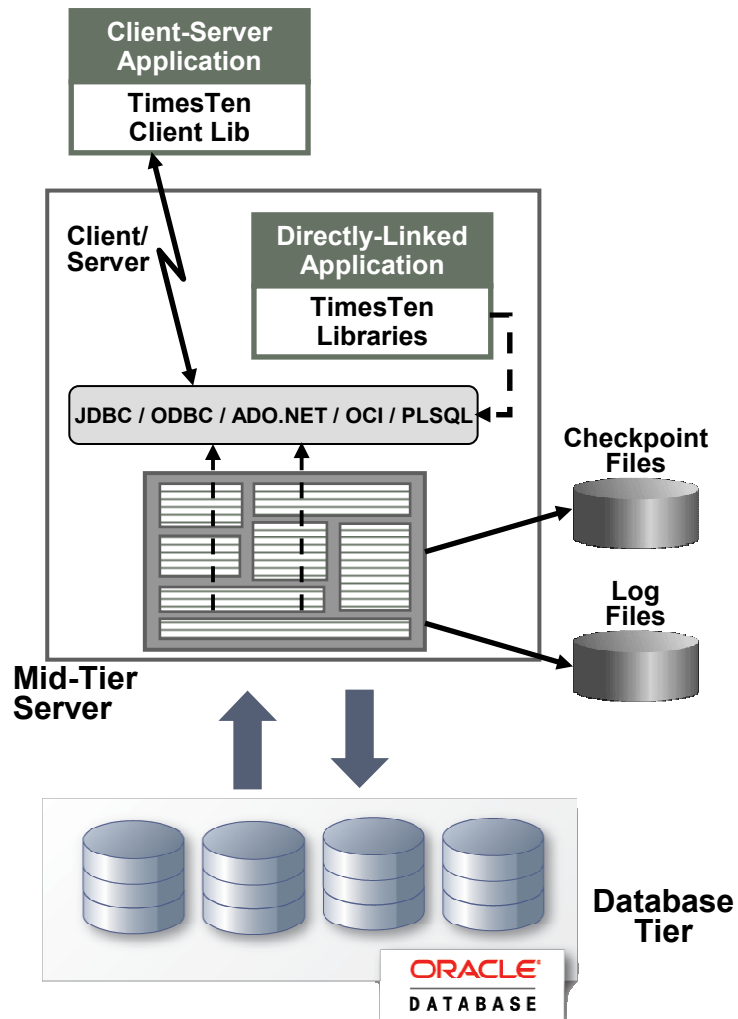 Client-Server
Application
TimesTen
Client Lib
Client/
Server
Directly-Linked
Application
TimesTen
Libraries
JDBC / ODBC / ADO.NET / OCI / PLSQL
Checkpoint
Files
Log
Files
Mid-Tier
Server
Database
Tier
ORACLE
DATABASE